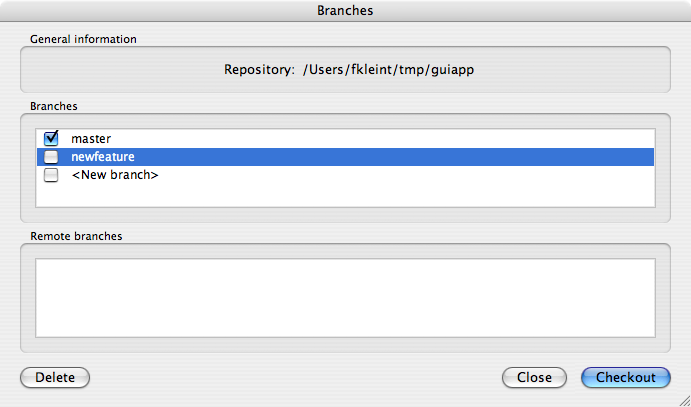 Branches
General information
Repository: /Users/fkleint/tmp/guiapp
Branches
master
newfeature
<New branch>
Remote branches
Delete
Close
Checkout